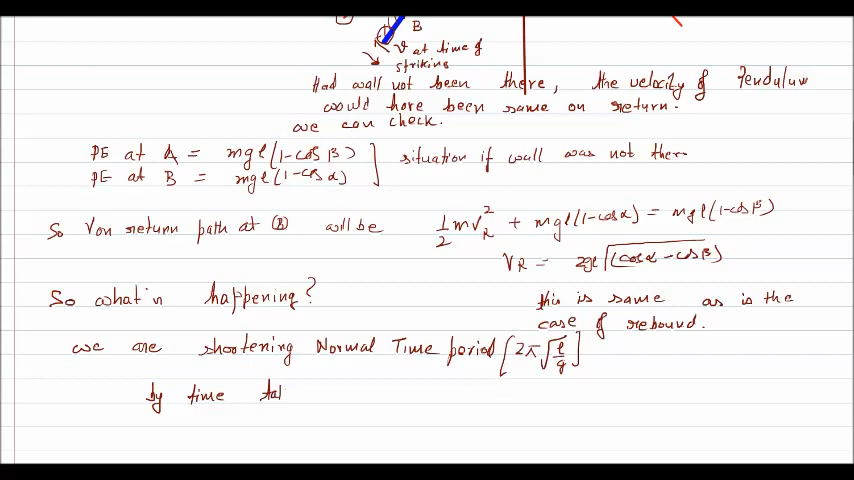 B
v at time of
striking
Had wall not been there, the velocity of Pendulum
would have been same on return.
we can check.
PE at A = mgl(1-cos β)
PE at B = mgl(1-cos α)
situation if wall was not there
So Von return path at B will be
1/2 mV_R^2 + mgl(1-cos α) = mgl(1-cos β)
V_R = 2gl√(cos α - cos β)
So what'n happening?
this is same as is the
case of rebound.
we are shortening Normal Time period [2π√(l/g)]
by time tal